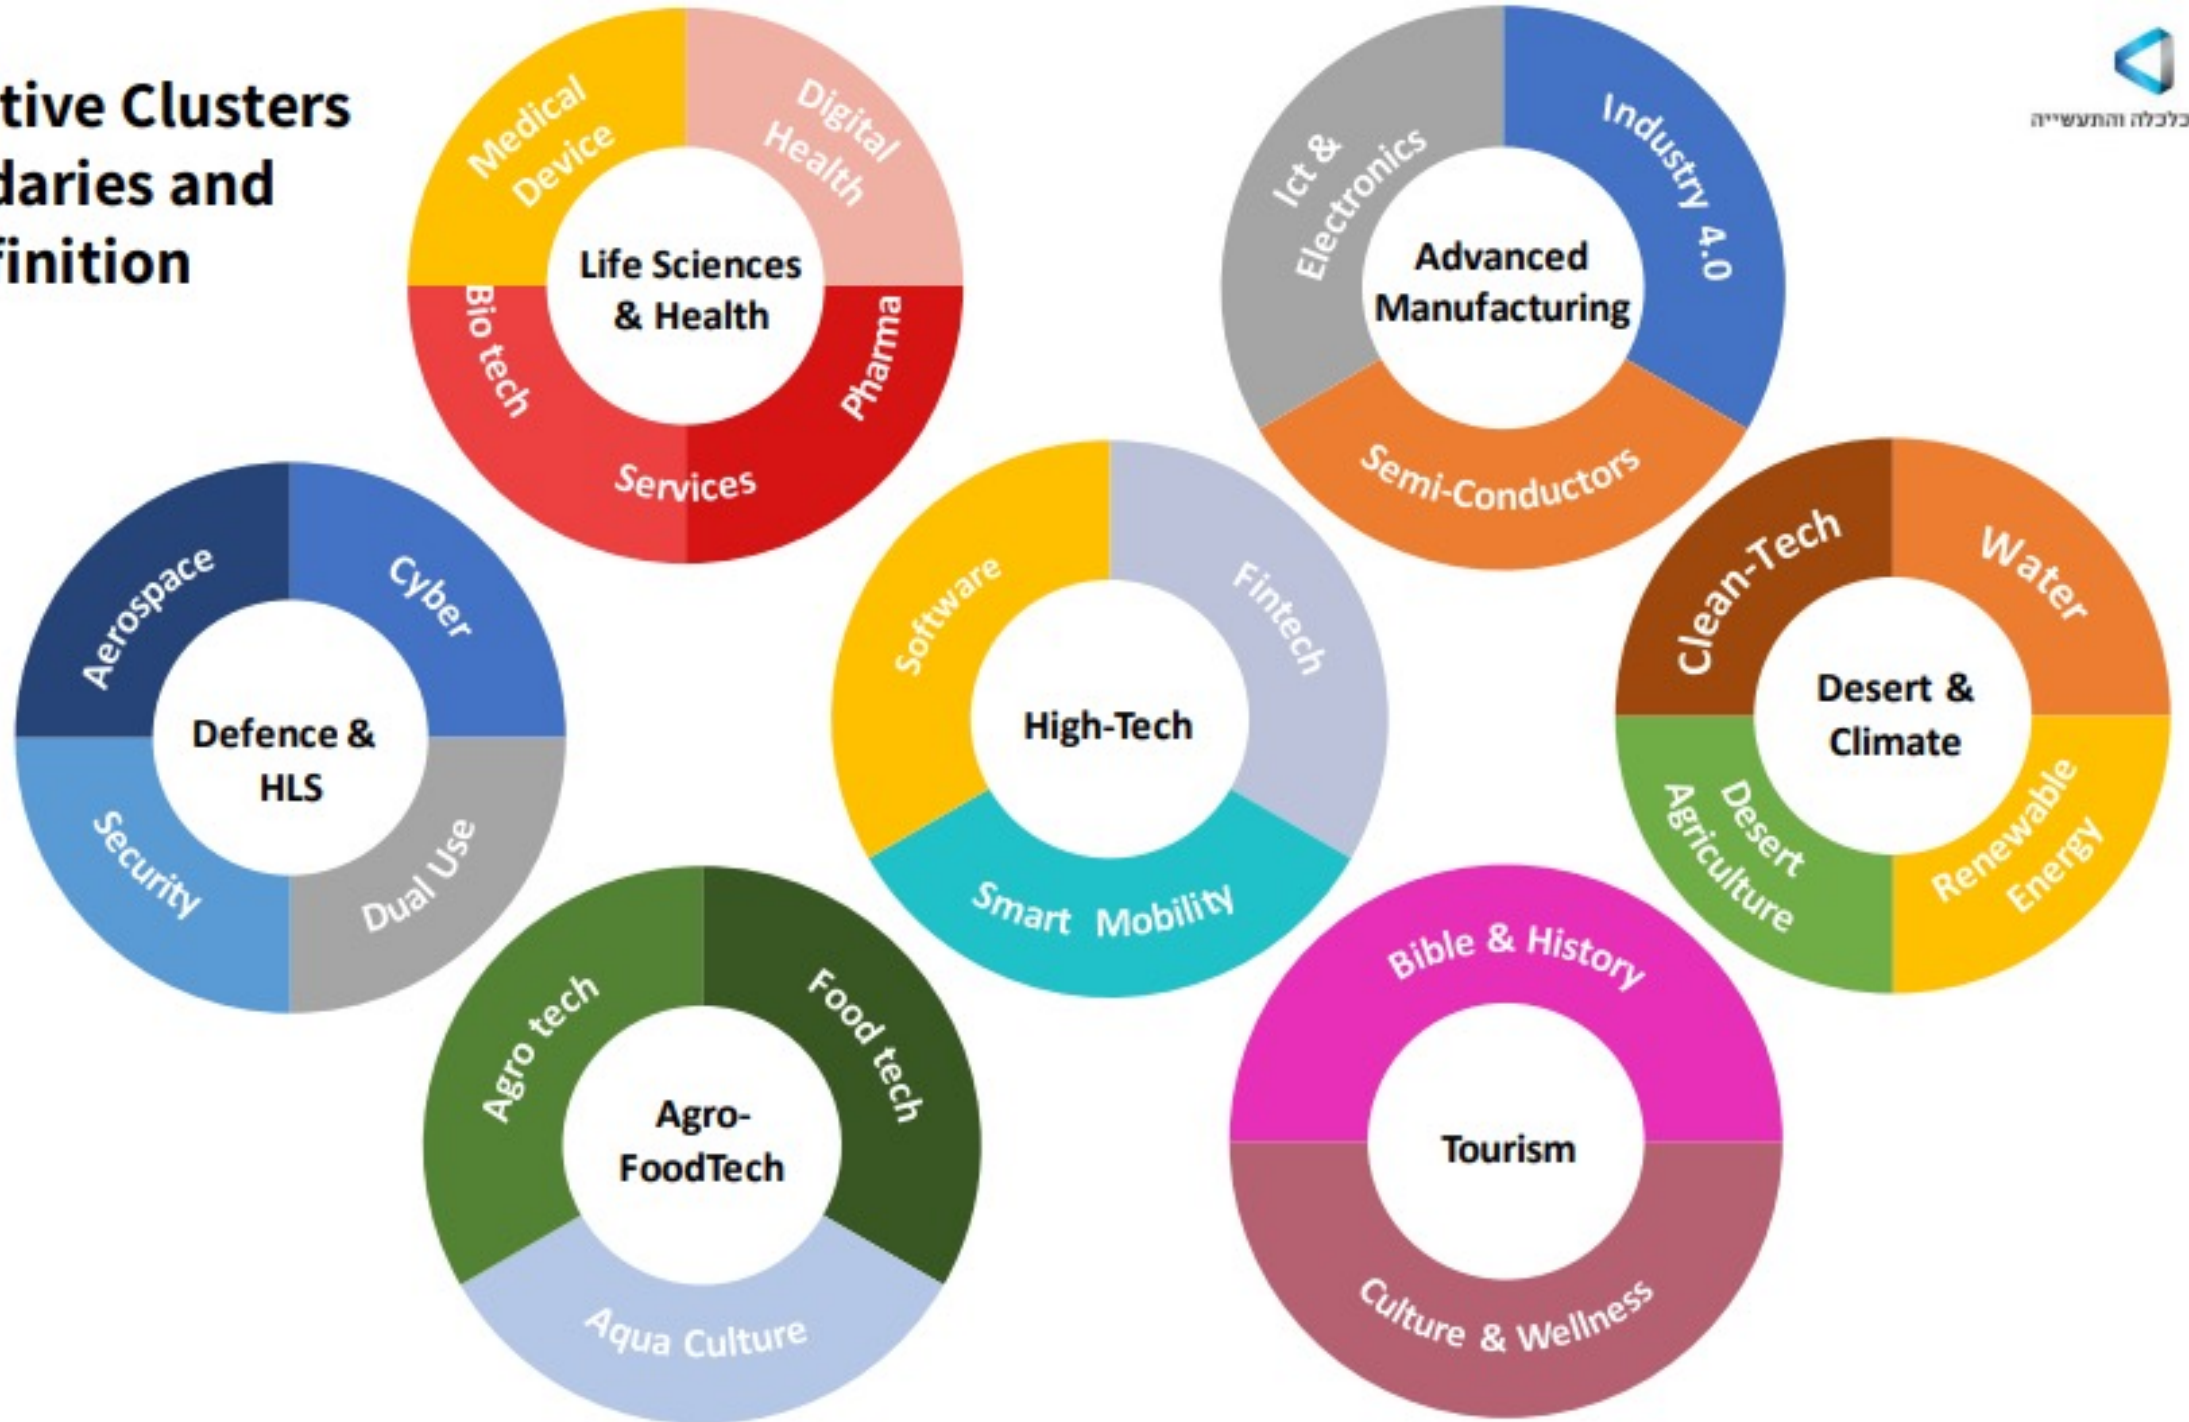 tive Clusters
daries and
finition
כלכלה והתעשייה
Medical
Device
Digital
Health
Bio tech
Pharma
Services
Life Sciences
& Health
Ict &
Electronics
Industry 4.0
Semi-Conductors
Advanced
Manufacturing
Aerospace
Cyber
Security
Dual Use
Defence &
HLS
Software
Fintech
Smart Mobility
High-Tech
Clean-Tech
Water
Desert
Agriculture
Renewable
Energy
Desert &
Climate
Agro tech
Food tech
Aqua Culture
Agro-
FoodTech
Bible & History
Culture & Wellness
Tourism